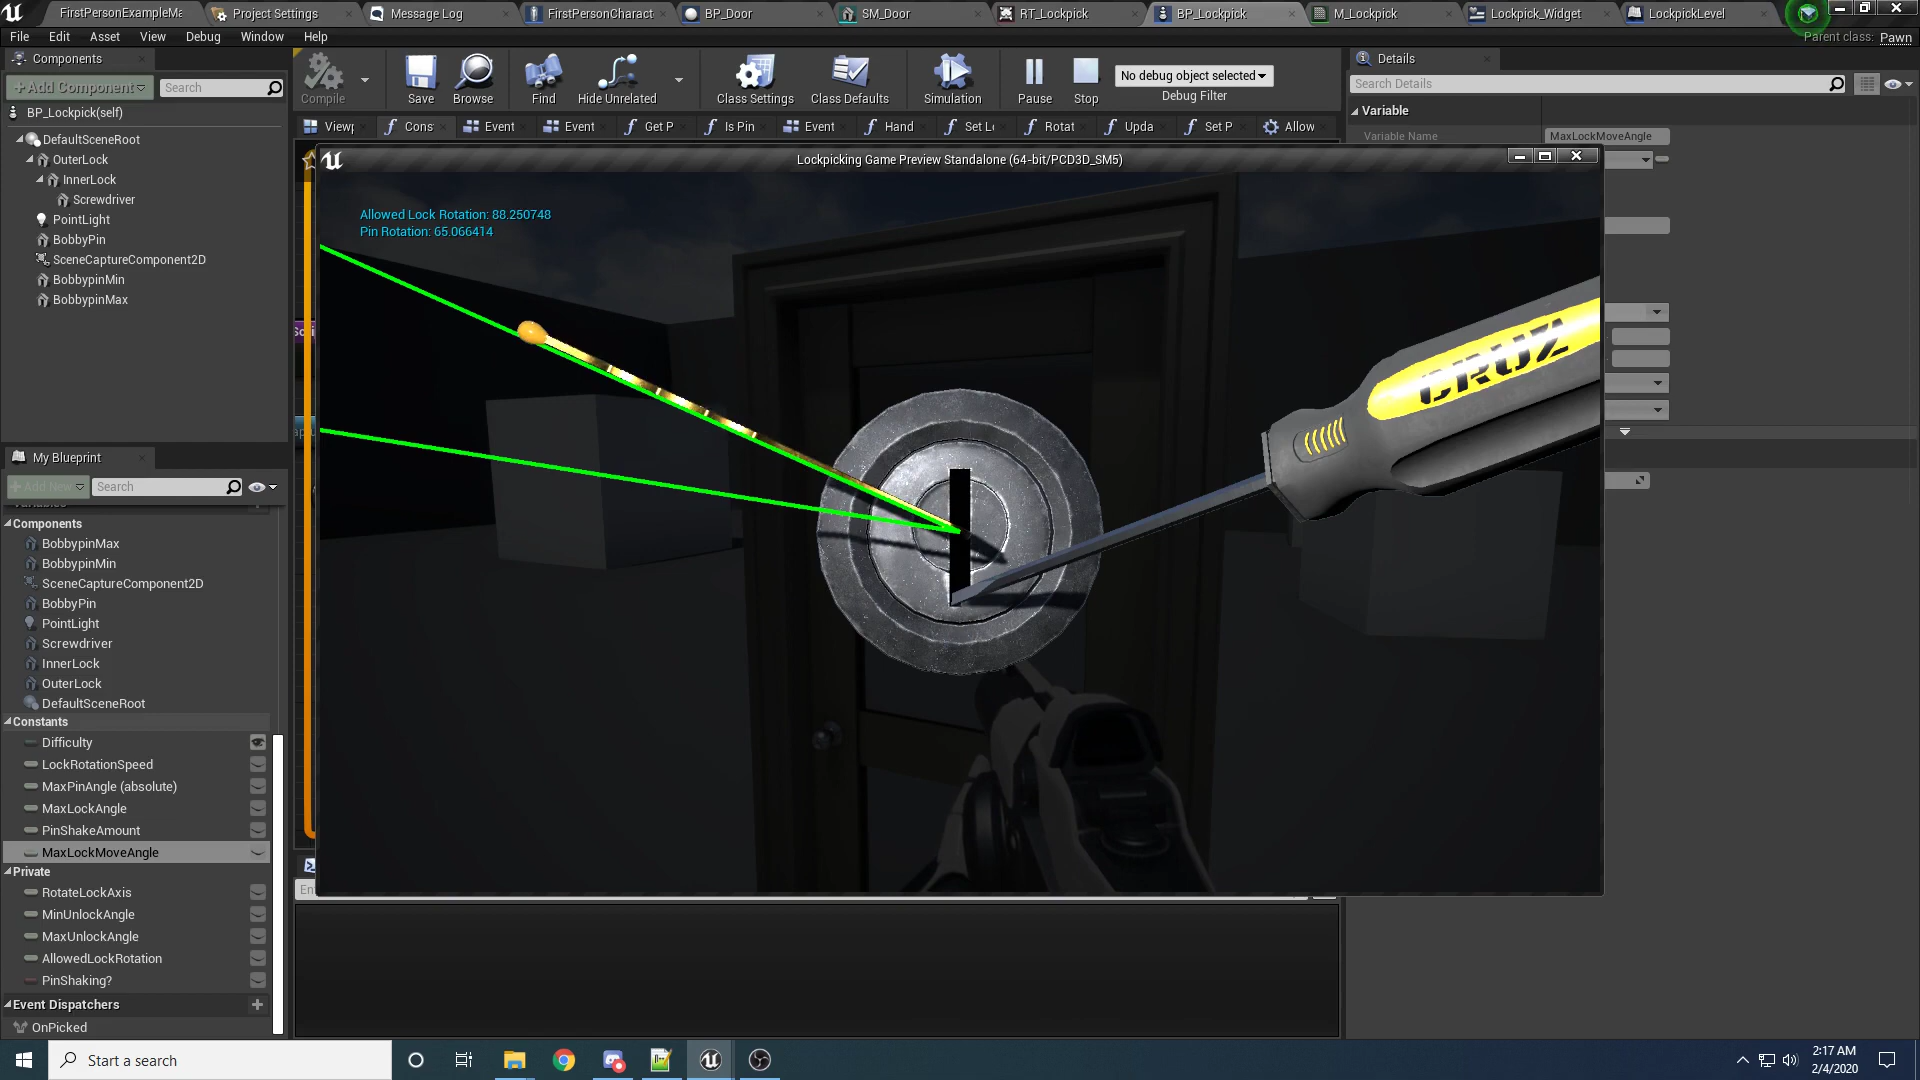 FirstPersonExampleMa
Project Settings
Message Log
FirstPersonCharact
BP_Door
SM_Door
RT_Lockpick
BP_Lockpick
M_Lockpick
Lockpick_Widget
LockpickLevel
File Edit Asset View Debug Window Help
Parent class: Pawn
Components
Details
+Add Component
Search
Compile
Save
Browse
Find
Hide Unrelated
Class Settings
Class Defaults
Simulation
Pause
Stop
No debug object selected
Debug Filter
Search Details
BP_Lockpick(self)
Viewp
Cons
Event
Event
Get P
Is Pin
Event
Hand
Set L
Rotat
Upda
Set P
Allow
Variable
Variable Name
MaxLockMoveAngle
DefaultSceneRoot
OuterLock
InnerLock
Screwdriver
PointLight
BobbyPin
SceneCaptureComponent2D
BobbypinMin
BobbypinMax
Lockpicking Game Preview Standalone (64-bit/PCD3D_SM5)
Allowed Lock Rotation: 88.250748
Pin Rotation: 65.066414
CRUZ
My Blueprint
+Add New
Search
Components
BobbypinMax
BobbypinMin
SceneCaptureComponent2D
BobbyPin
PointLight
Screwdriver
InnerLock
OuterLock
DefaultSceneRoot
Constants
Difficulty
LockRotationSpeed
MaxPinAngle (absolute)
MaxLockAngle
PinShakeAmount
MaxLockMoveAngle
Private
RotateLockAxis
MinUnlockAngle
MaxUnlockAngle
AllowedLockRotation
PinShaking?
Event Dispatchers
OnPicked
Start a search
2:17 AM
2/4/2020